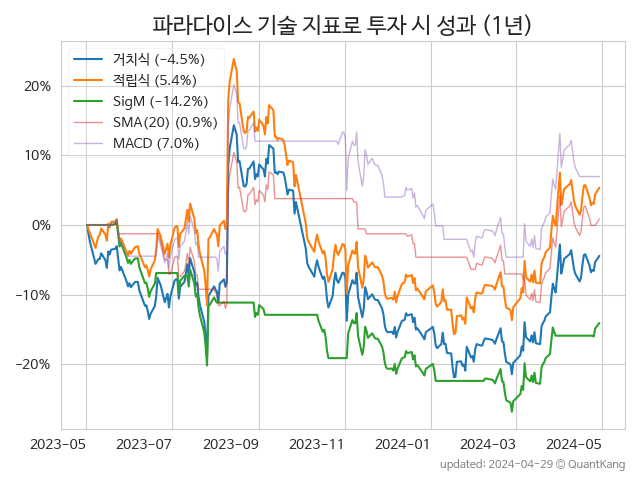 파라다이스 기술 지표로 투자 시 성과 (1년)
거치식 (−4.5%)
적립식 (5.4%)
SigM (−14.2%)
SMA(20) (0.9%)
MACD (7.0%)
20%
10%
0%
−10%
−20%
2023-05 2023-07 2023-09 2023-11 2024-01 2024-03 2024-05
updated: 2024-04-29 © QuantKang